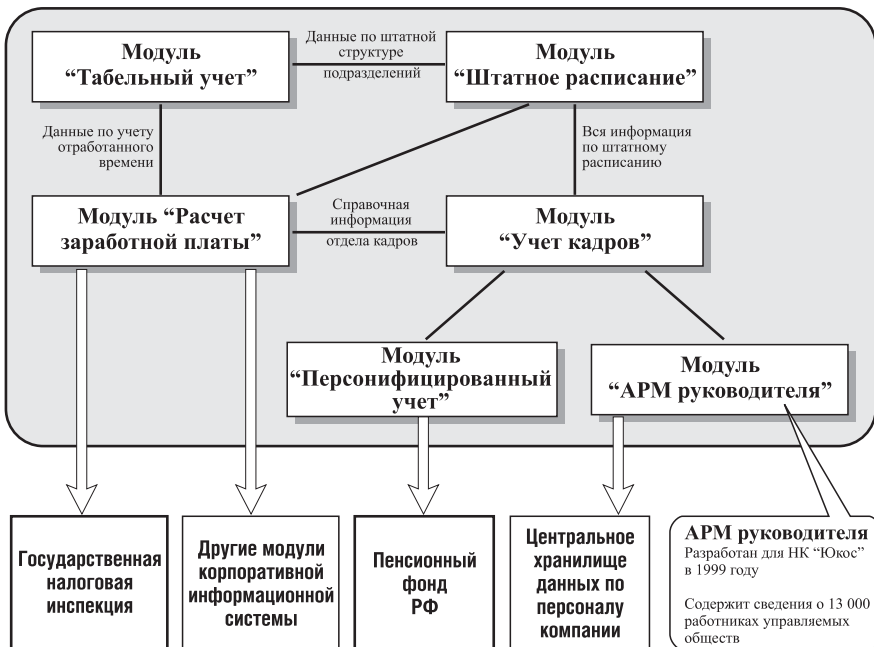 Модуль
“Табельный учет”
Данные по штатной
структуре
подразделений
Модуль
“Штатное расписание”
Данные по учету
отработанного
времени
Вся информация
по штатному
расписанию
Модуль “Расчет
заработной платы”
Справочная
информация
отдела кадров
Модуль
“Учет кадров”
Модуль
“Персонифицированный
учет”
Модуль
“АРМ руководителя”
Государственная
налоговая
инспекция
Другие модули
корпоративной
информационной
системы
Пенсионный
фонд
РФ
Центральное
хранилище
данных по
персоналу
компании
АРМ руководителя
Разработан для НК “Юкос”
в 1999 году
Содержит сведения о 13 000
работниках управляемых
обществ